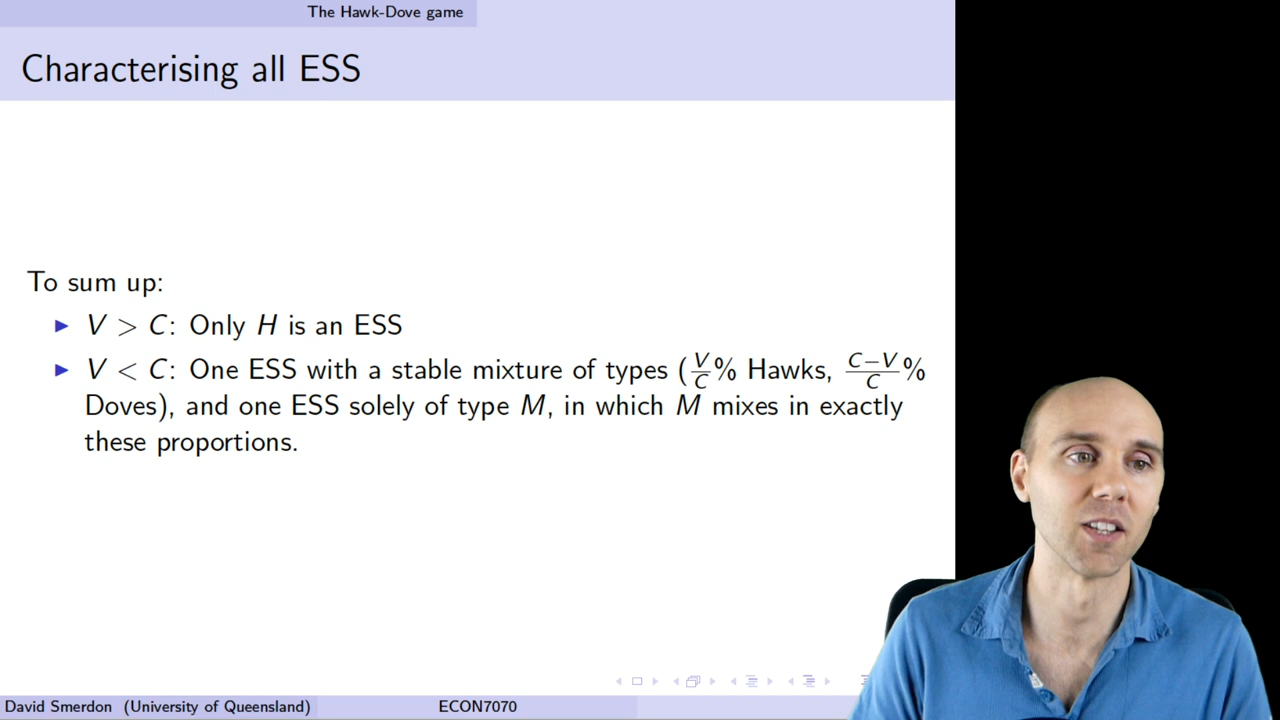 The Hawk-Dove game
Characterising all ESS
To sum up:
▶ V > C: Only H is an ESS
▶ V < C: One ESS with a stable mixture of types (V/C% Hawks, C−V/C%
Doves), and one ESS solely of type M, in which M mixes in exactly
these proportions.
David Smerdon (University of Queensland)
ECON7070